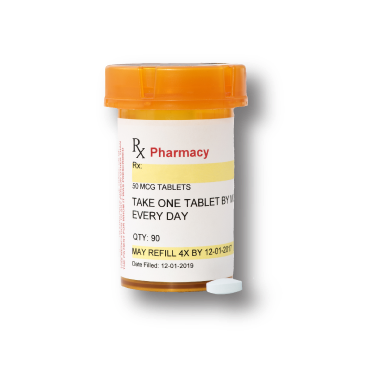 Rx Pharmacy
Rx:
50 MCG TABLETS
TAKE ONE TABLET BY
EVERY DAY
QTY: 90
MAY REFILL 4X BY 12-01-201
Date Filled: 12-01-2019